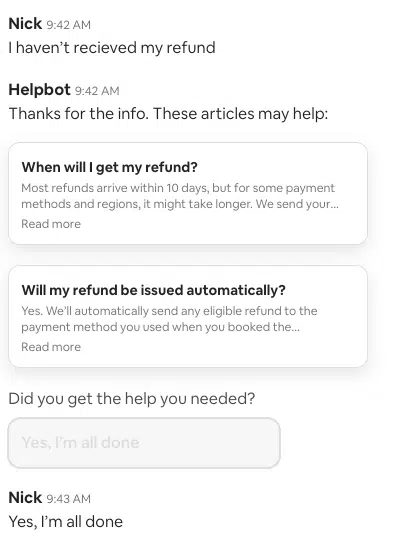 Nick 9:42 AM
I haven’t recieved my refund
Helpbot 9:42 AM
Thanks for the info. These articles may help:
When will I get my refund?
Most refunds arrive within 10 days, but for some payment
methods and regions, it might take longer. We send your...
Read more
Will my refund be issued automatically?
Yes. We’ll automatically send any eligible refund to the
payment method you used when you booked the...
Read more
Did you get the help you needed?
Yes, I’m all done
Nick 9:43 AM
Yes, I’m all done